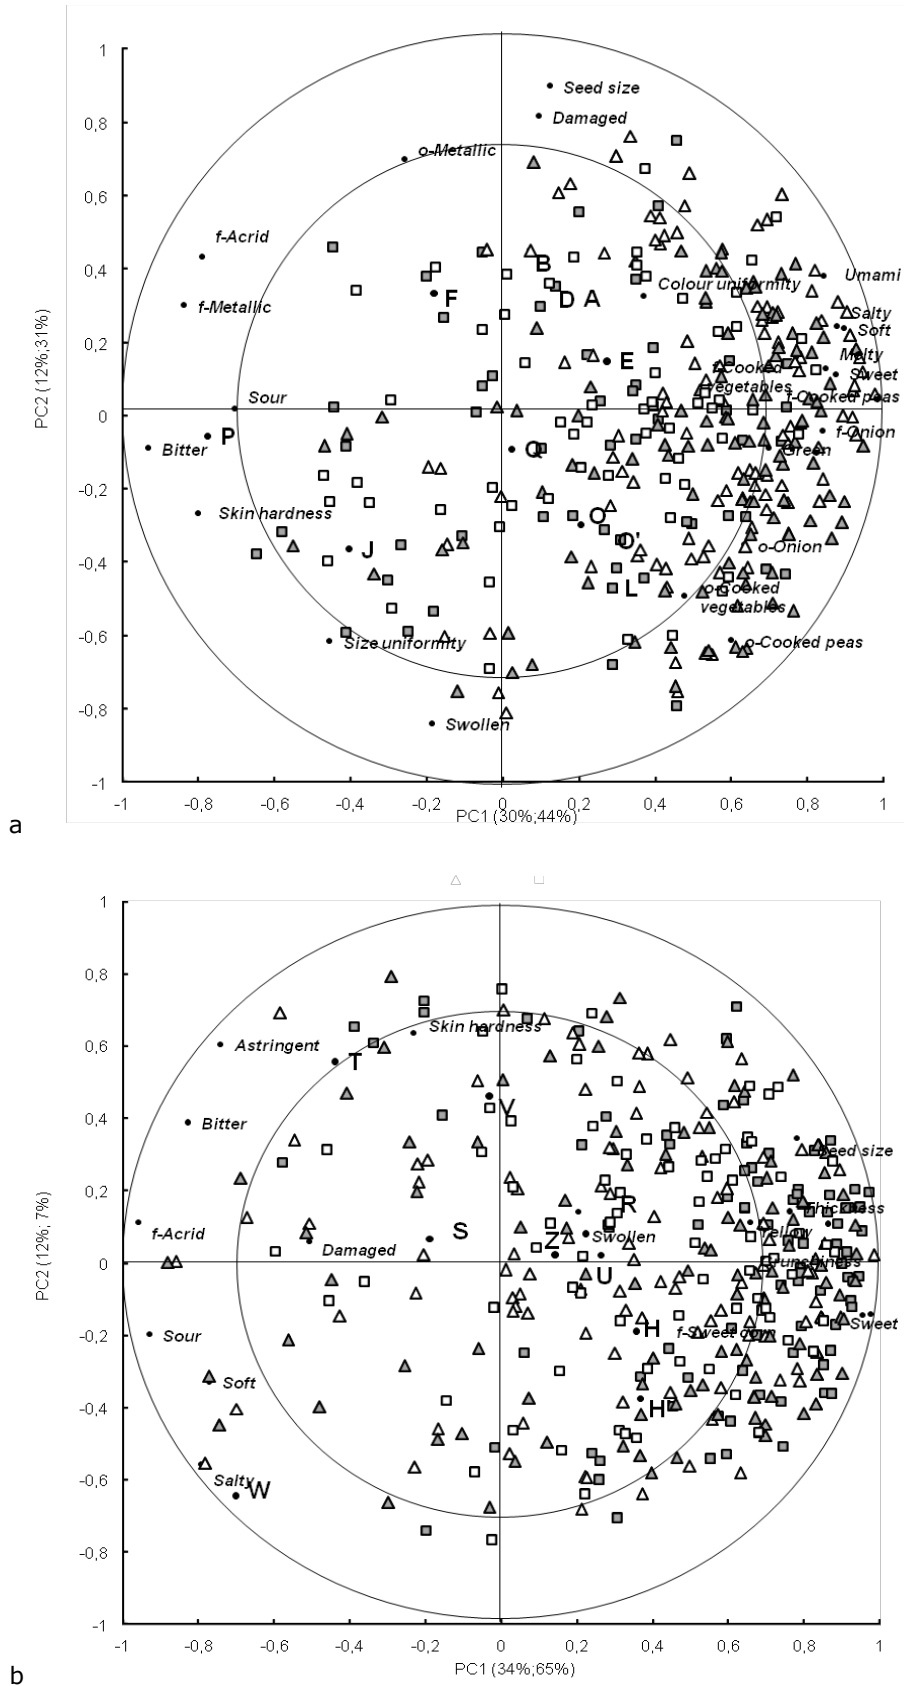 1
Seed size
Damaged
0,8
o-Metallic
0,6
f-Acrid
0,4
B
Umami
F
D A
Colour uniformity
f-Metallic
Salty
Soft
0,2
E
Melty
f-Cooked
vegetables
Sweet
Sour
f-Cooked peas
PC2 (12%;31%)
0
P
f-Onion
Bitter
Q
Green
-0,2
Skin hardness
O
O'
J
o-Onion
-0,4
L
o-Cooked
vegetables
-0,6
Size uniformity
o-Cooked peas
-0,8
Swollen
-1
-1 -0,8 -0,6 -0,4 -0,2 0 0,2 0,4 0,6 0,8 1
PC1 (30%;44%)
a
1
0,8
Skin hardness
0,6
Astringent
T
0,4
V
Bitter
Seed size
0,2
R
Thickness
f-Acrid
S
Z
Swollen
Yellow
Damaged
PC2 (12%; 7%)
0
U
Crunchiness
-0,2
Sour
H
f-Sweet corn
Sweet
Soft
-0,4
H'
-0,6
Salty
W
-0,8
-1
-1 -0,8 -0,6 -0,4 -0,2 0 0,2 0,4 0,6 0,8 1
PC1 (34%;65%)
b